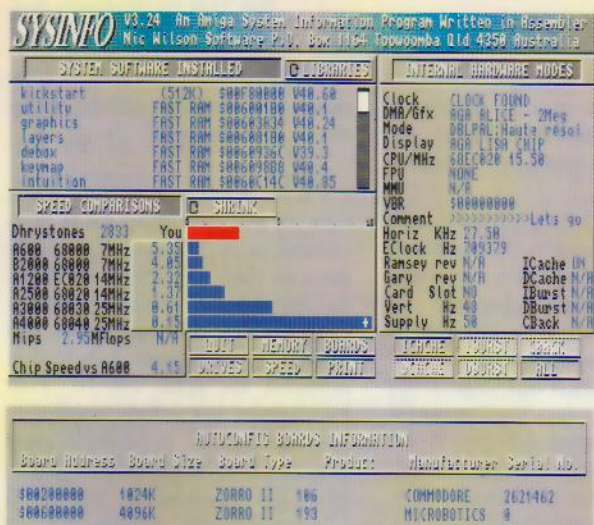 SYSINFO V3.24 An Amiga System Information Program Written in Assembler
Nic Wilson Software P.O. Box 1164 Toowoomba Qld 4350 Australia
SYSTEM SOFTWARE INSTALLED LIBRARIES
kickstart (512K) $00F80000 V40.60
utility FAST RAM V40.1
graphics FAST RAM V40.24
layers FAST RAM V40.1
debox FAST RAM V39.3
keymap FAST RAM V40.4
intuition FAST RAM V40.85
INTERNAL HARDWARE MODES
Clock CLOCK FOUND
DMA/Gfx AGA ALICE - 2Meg
Mode DBLPAL:Haute résol
Display AGA LISA CHIP
CPU/MHz 68EC020 15.50
FPU NONE
MMU N/A
VBR $00000000
Comment >>>>>>>>>>Lets go
Horiz KHz 27.50
EClock Hz 709379
Ramsey rev N/A ICache ON
Gary rev N/A DCache N/A
Card Slot NO IBurst N/A
Vert Hz DBurst N/A
Supply Hz 50 CBack N/A
SPEED COMPARISONS SHRINK
Dhrystones 2833 You
A600 68000 7MHz 5.35
B2000 68000 7MHz 4.05
A1200 EC020 14MHz 2.32
A2500 68020 14MHz 1.37
A3000 68030 25MHz 0.61
A4000 68040 25MHz 0.15
Mips 2.95 MFlops N/A
Chip Speed vs A600 4.15
QUIT MEMORY BOARDS
DRIVES SPEED PRINT
ICACHE IBURST CBACK
DCACHE DBURST ALL
AUTOCONFIG BOARDS INFORMATION
Board Address Board Size Board Type Product Manufacturer Serial No.
$00200000 1024K ZORRO II 106 COMMODORE 2621462
$00600000 4096K ZORRO II 193 MICROBOTICS 0